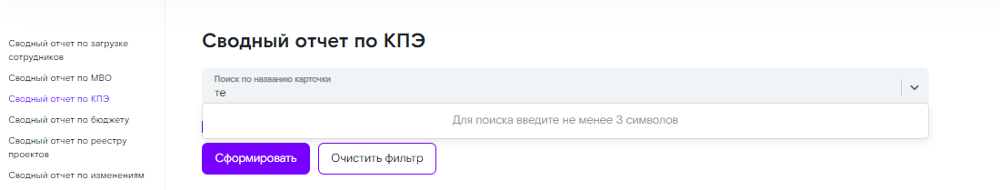 Сводный отчет по загрузке
сотрудников
Сводный отчет по МВО
Сводный отчет по КПЭ
Сводный отчет по бюджету
Сводный отчет по реестру
проектов
Сводный отчет по изменениям
Сводный отчет по КПЭ
Поиск по названию карточки
те
Для поиска введите не менее 3 символов
Сформировать
Очистить фильтр